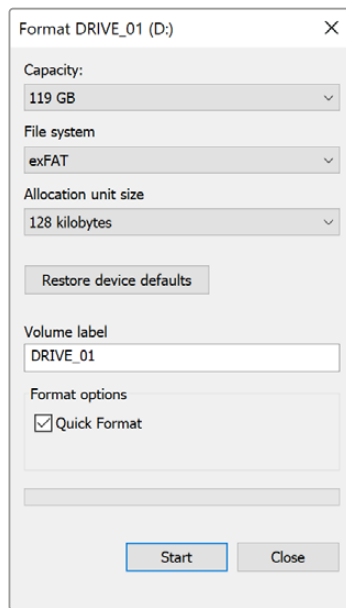 Format DRIVE_01 (D:)
Capacity:
119 GB
File system
exFAT
Allocation unit size
128 kilobytes
Restore device defaults
Volume label
DRIVE_01
Format options
Quick Format
Start Close